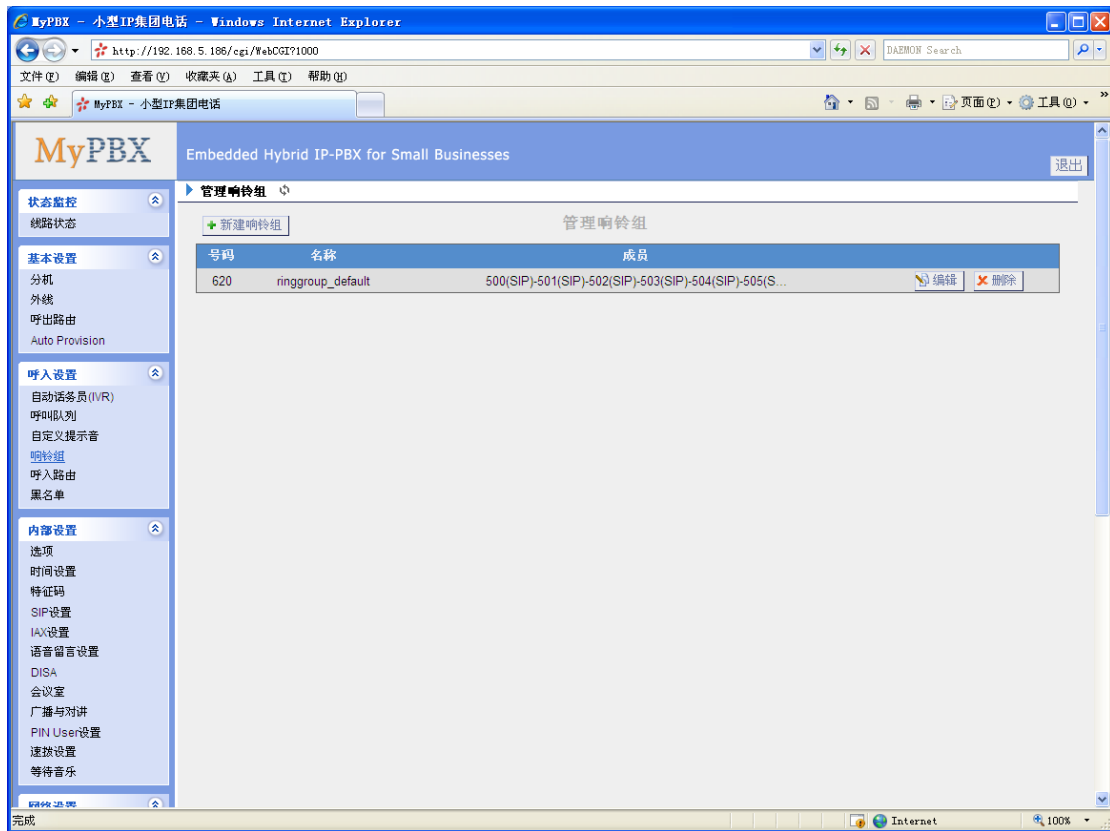 MyPBX - 小型IP集团电话 - Windows Internet Explorer
http://192.168.5.186/cgi/WebCGI?1000
DAEMON Search
文件(F) 编辑(E) 查看(V) 收藏夹(A) 工具(T) 帮助(H)
MyPBX - 小型IP集团电话
页面(P) 工具(O) »
MyPBX
Embedded Hybrid IP-PBX for Small Businesses
退出
状态监控
线路状态
基本设置
分机
外线
呼出路由
Auto Provision
呼入设置
自动话务员(IVR)
呼叫队列
自定义提示音
响铃组
呼入路由
黑名单
内部设置
选项
时间设置
特征码
SIP设置
IAX设置
语音留言设置
DISA
会议室
广播与对讲
PIN User设置
速拨设置
等待音乐
网络设置
管理响铃组
新建响铃组
管理响铃组
号码 名称 成员
620 ringgroup_default 500(SIP)-501(SIP)-502(SIP)-503(SIP)-504(SIP)-505(S... 编辑 删除
完成
Internet
100%